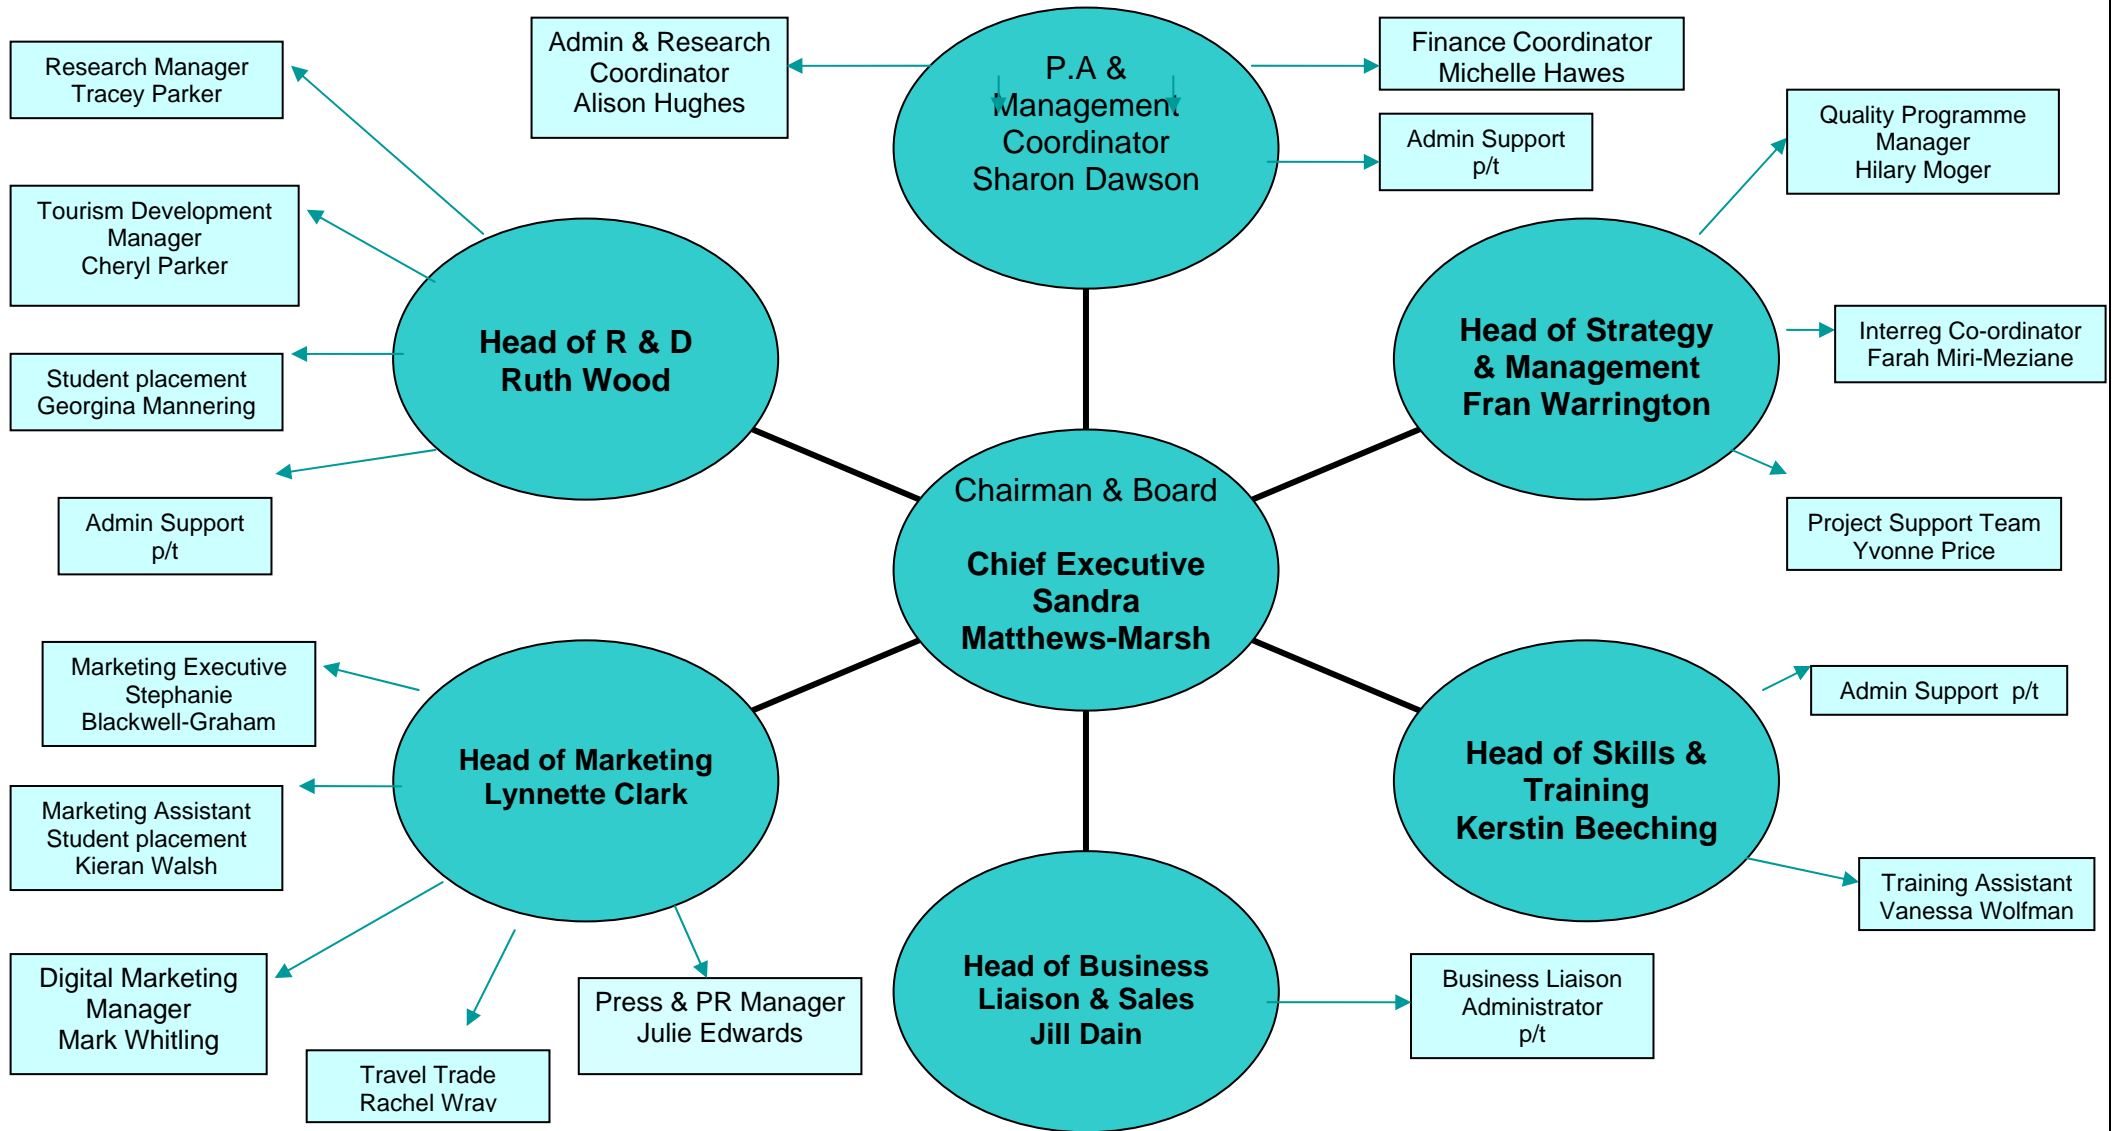 Research Manager
Tracey Parker
Admin & Research
Coordinator
Alison Hughes
P.A &
Management
Coordinator
Sharon Dawson
Finance Coordinator
Michelle Hawes
Admin Support
p/t
Quality Programme
Manager
Hilary Moger
Tourism Development
Manager
Cheryl Parker
Head of R & D
Ruth Wood
Head of Strategy
& Management
Fran Warrington
Interreg Co-ordinator
Farah Miri-Meziane
Student placement
Georgina Mannering
Admin Support
p/t
Chairman & Board
Chief Executive
Sandra
Matthews-Marsh
Project Support Team
Yvonne Price
Marketing Executive
Stephanie
Blackwell-Graham
Head of Marketing
Lynnette Clark
Head of Skills &
Training
Kerstin Beeching
Admin Support  p/t
Marketing Assistant
Student placement
Kieran Walsh
Training Assistant
Vanessa Wolfman
Digital Marketing
Manager
Mark Whitling
Travel Trade
Rachel Wray
Press & PR Manager
Julie Edwards
Head of Business
Liaison & Sales
Jill Dain
Business Liaison
Administrator
p/t